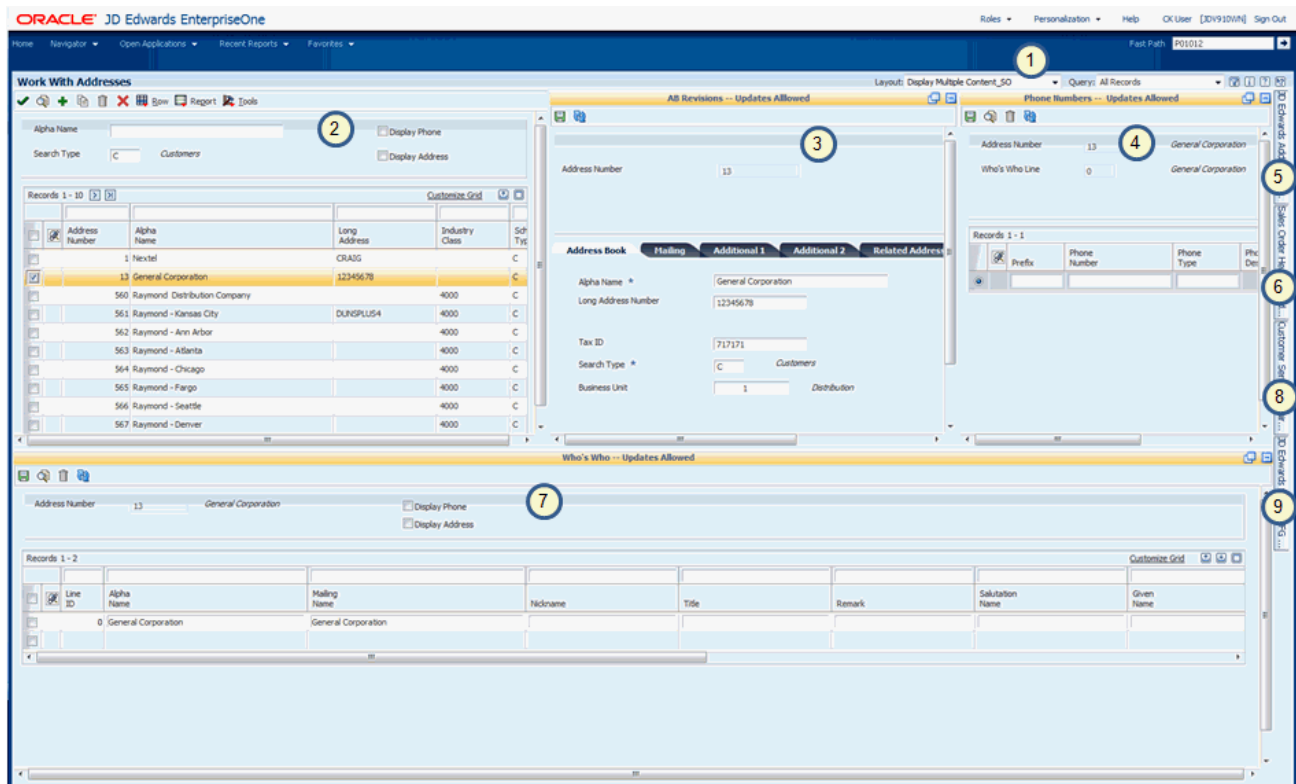 ORACLE JD Edwards EnterpriseOne
Roles Personalization Help CK User [JDV910WN] Sign Out
Home Navigator Open Applications Recent Reports Favorites Fast Path P01012
1
Work With Addresses Layout: Display Multiple Content_SO Query: All Records
Row Report Tools
2
Alpha Name
Display Phone
Search Type C Customers
Display Address
Records 1 - 10 Customize Grid
Address Number Alpha Name Long Address Industry Class Sch Typ
1 Nextel CRAIG C
13 General Corporation 12345678 C
560 Raymond Distribution Company 4000 C
561 Raymond - Kansas City DUNSPLUS4 4000 C
562 Raymond - Ann Arbor 4000 C
563 Raymond - Atlanta 4000 C
564 Raymond - Chicago 4000 C
565 Raymond - Fargo 4000 C
566 Raymond - Seattle 4000 C
567 Raymond - Denver 4000 C
AB Revisions -- Updates Alllowed
3
Address Number 13
Address Book Mailing Additional 1 Additional 2 Related Address
Alpha Name * General Corporation
Long Address Number 12345678
Tax ID 717171
Search Type * C Customers
Business Unit 1 Distribution
Phone Numbers -- Updates Allowed
4
Address Number 13 General Corporation
Who's Who Line 0 General Corporation
Records 1 - 1
Prefix Phone Number Phone Type
JD Edwards
5
Sales Order
6
Customer
8
JD Edwards
9
Who's Who -- Updates Allowed
7
Address Number 13 General Corporation
Display Phone
Display Address
Records 1 - 2 Customize Grid
Line ID Alpha Name Mailing Name Nickname Title Remark Salutation Name Given Name
0 General Corporation General Corporation